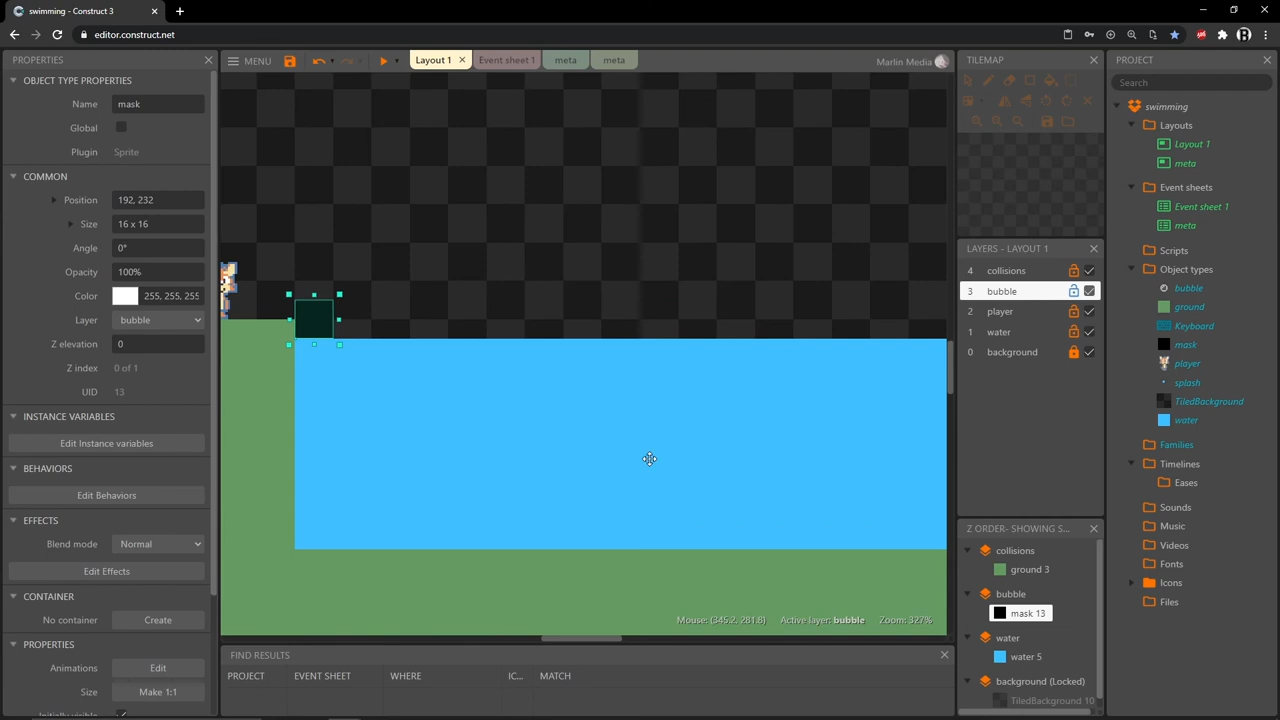 swimming - Construct 3
editor.construct.net
PROPERTIES
OBJECT TYPE PROPERTIES
Name mask
Global
Plugin Sprite
COMMON
Position 192, 232
Size 16 x 16
Angle 0°
Opacity 100%
Color 255, 255, 255
Layer bubble
Z elevation 0
Z index 0 of 1
UID 13
INSTANCE VARIABLES
Edit Instance variables
BEHAVIORS
Edit Behaviors
EFFECTS
Blend mode Normal
Edit Effects
CONTAINER
No container Create
PROPERTIES
Animations Edit
Size Make 1:1
Initially visible
MENU
Layout 1
Event sheet 1
meta
meta
Marlin Media
Mouse: (345.2, 281.8) Active layer: bubble Zoom: 327%
FIND RESULTS
PROJECT EVENT SHEET WHERE IC... MATCH
TILEMAP
LAYERS - LAYOUT 1
4 collisions
3 bubble
2 player
1 water
0 background
Z ORDER- SHOWING S...
collisions
ground 3
bubble
mask 13
water
water 5
background (Locked)
TiledBackground 10
PROJECT
Search
swimming
Layouts
Layout 1
meta
Event sheets
Event sheet 1
meta
Scripts
Object types
bubble
ground
Keyboard
mask
player
splash
TiledBackground
water
Families
Timelines
Eases
Sounds
Music
Videos
Fonts
Icons
Files